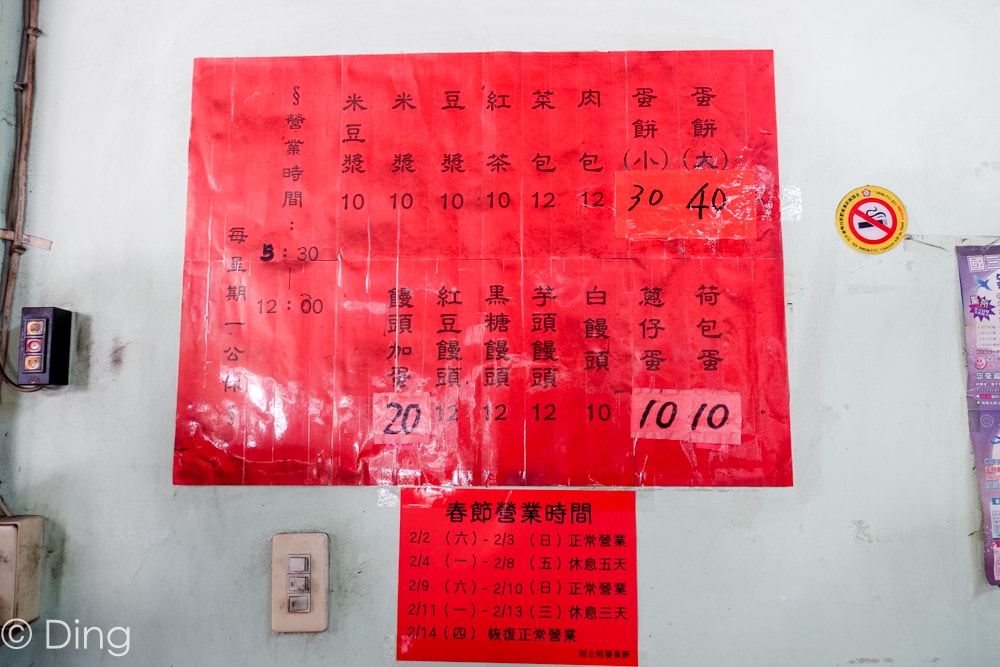 蛋餅(大) 40
蛋餅(小) 30
肉包 12
菜包 12
紅茶 10
豆漿 10
米漿 10
米豆漿 10
荷包蛋 10
蔥仔蛋 10
白饅頭 10
芋頭饅頭 12
黑糖饅頭 12
紅豆饅頭 12
饅頭加蛋 20
§營業時間:
5:30
|
12:00
每星期一公休§
春節營業時間
2/2 (六)-2/3 (日)正常營業
2/4 (一)-2/8 (五)休息五天
2/9 (六)-2/10(日)正常營業
2/11(一)-2/13(三)休息三天
2/14(四) 恢復正常營業
國三
© Ding